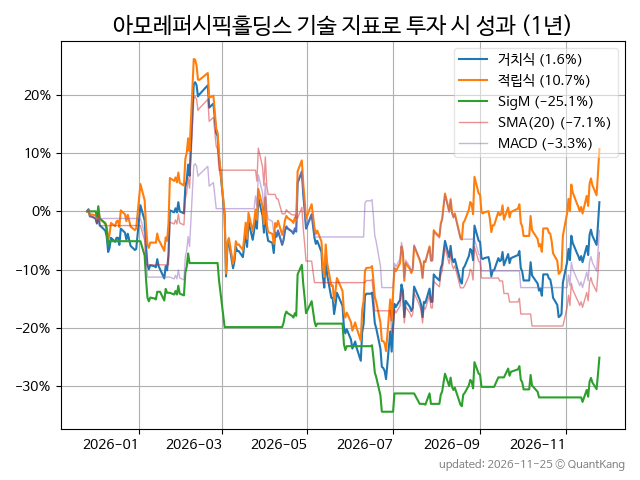 아모레퍼시픽홀딩스 기술 지표로 투자 시 성과 (1년)
거치식 (1.6%)
적립식 (10.7%)
SigM (−25.1%)
SMA(20) (−7.1%)
MACD (−3.3%)
20%
10%
0%
−10%
−20%
−30%
2026-01 2026-03 2026-05 2026-07 2026-09 2026-11
updated: 2026-11-25 © QuantKang